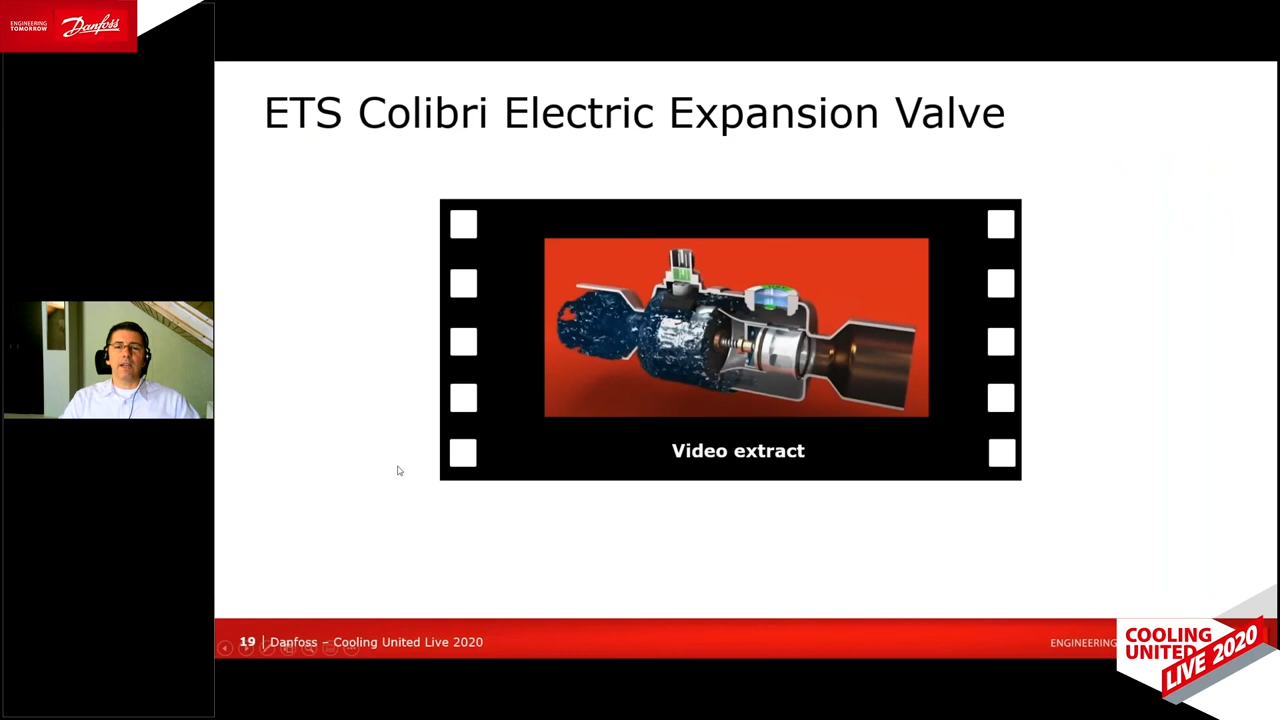 ENGINEERING
TOMORROW
Danfoss
ETS Colibri Electric Expansion Valve
Video extract
19 | Danfoss – Cooling United Live 2020
ENGINEERING
COOLING
UNITED
LIVE 2020